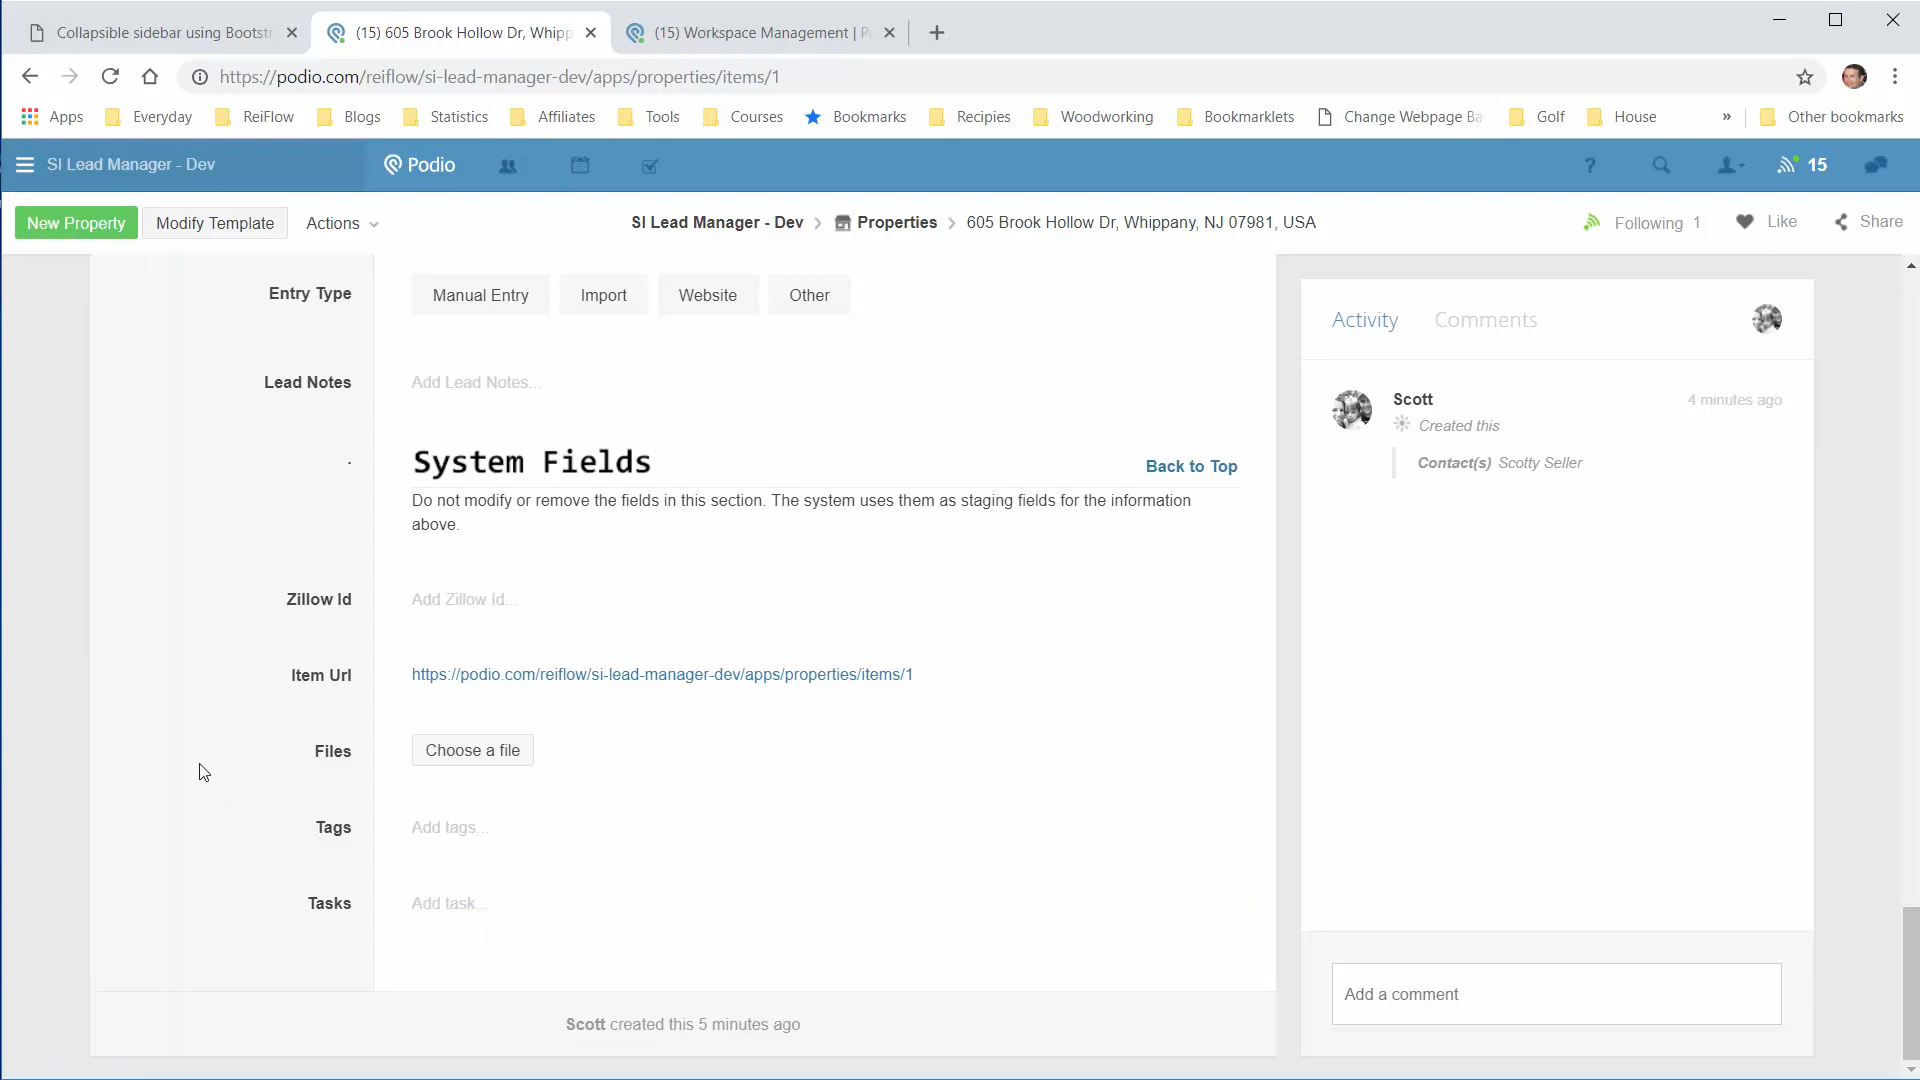 Collapsible sidebar using Bootstr
(15) 605 Brook Hollow Dr, Whipp
(15) Workspace Management | P
https://podio.com/reiflow/si-lead-manager-dev/apps/properties/items/1
Apps Everyday ReiFlow Blogs Statistics Affiliates Tools Courses Bookmarks Recipies Woodworking Bookmarklets Change Webpage Ba Golf House » Other bookmarks
SI Lead Manager - Dev Podio ? 15
New Property Modify Template Actions SI Lead Manager - Dev Properties 605 Brook Hollow Dr, Whippany, NJ 07981, USA Following 1 Like Share
Entry Type Manual Entry Import Website Other
Lead Notes Add Lead Notes...
. System Fields Back to Top
Do not modify or remove the fields in this section. The system uses them as staging fields for the information
above.
Zillow Id Add Zillow Id...
Item Url https://podio.com/reiflow/si-lead-manager-dev/apps/properties/items/1
Files Choose a file
Tags Add tags...
Tasks Add task...
Scott created this 5 minutes ago
Activity Comments
Scott 4 minutes ago
Created this
Contact(s) Scotty Seller
Add a comment